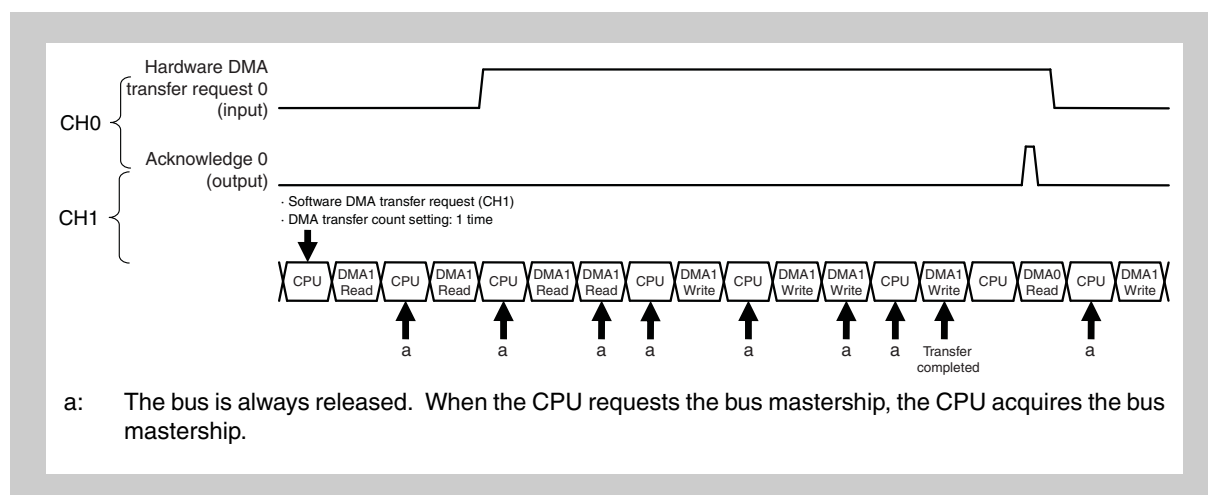 Hardware DMA
transfer request 0
(input)
CH0
Acknowledge 0
(output)
CH1
· Software DMA transfer request (CH1)
· DMA transfer count setting: 1 time
CPU DMA1 Read CPU DMA1 Read CPU DMA1 Read DMA1 Read CPU DMA1 Write CPU DMA1 Write DMA1 Write CPU DMA1 Write CPU DMA0 Read CPU DMA1 Write
a a a a a a a Transfer completed a
a: The bus is always released. When the CPU requests the bus mastership, the CPU acquires the bus
mastership.